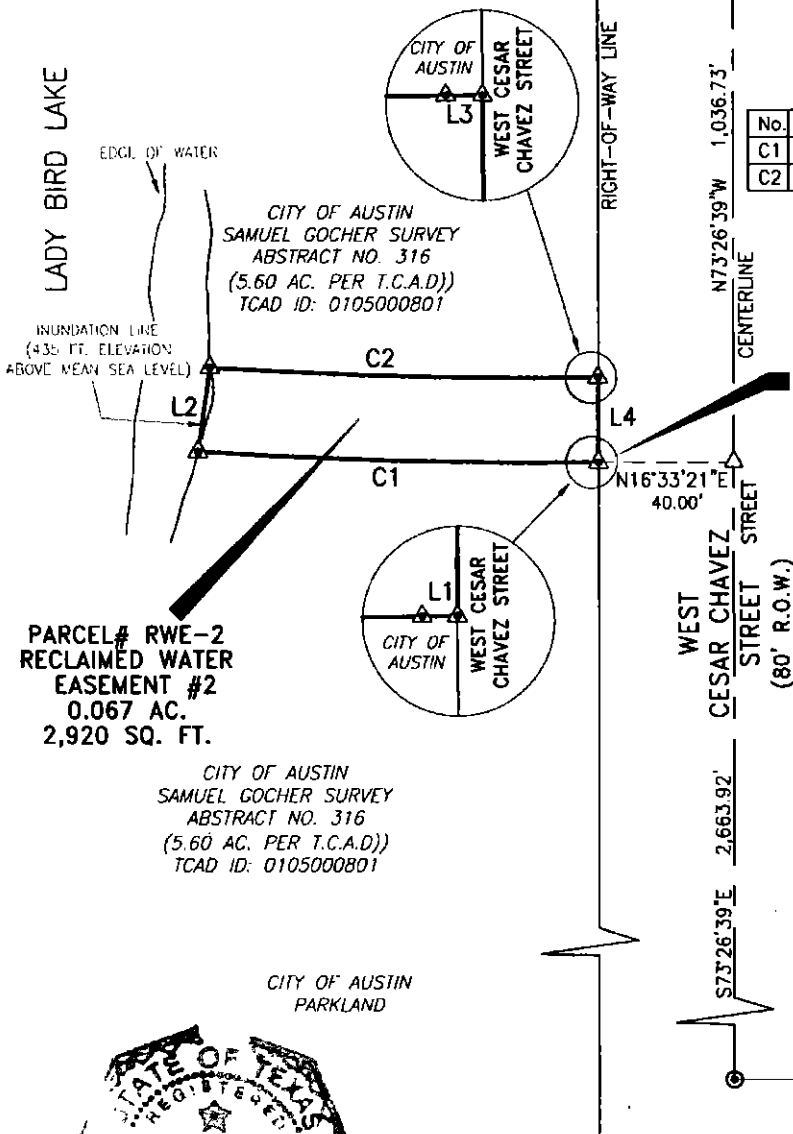 LADY BIRD LAKE
EDGE OF WATER
CITY OF AUSTIN
SAMUEL GOCHER SURVEY
ABSTRACT NO. 316
(5.60 AC. PER T.C.A.D))
TCAD ID: 0105000801
INUNDATION LINE
(435 FT. ELEVATION
ABOVE MEAN SEA LEVEL)
CITY OF
AUSTIN
L3
WEST CESAR
CHAVEZ STREET
RIGHT-OF-WAY LINE
N73°26'39"W 1,036.73'
CENTERLINE
No.
C1
C2
C2
L2
L4
C1
N16°33'21"E
40.00'
L1
CITY OF
AUSTIN
WEST CESAR
CHAVEZ STREET
WEST
CESAR CHAVEZ
STREET
STREET
(80' R.O.W.)
PARCEL# RWE-2
RECLAIMED WATER
EASEMENT #2
0.067 AC.
2,920 SQ. FT.
CITY OF AUSTIN
SAMUEL GOCHER SURVEY
ABSTRACT NO. 316
(5.60 AC. PER T.C.A.D))
TCAD ID: 0105000801
S73°26'39"E 2,663.92'
CITY OF AUSTIN
PARKLAND
STATE OF TEXAS
REGISTERED